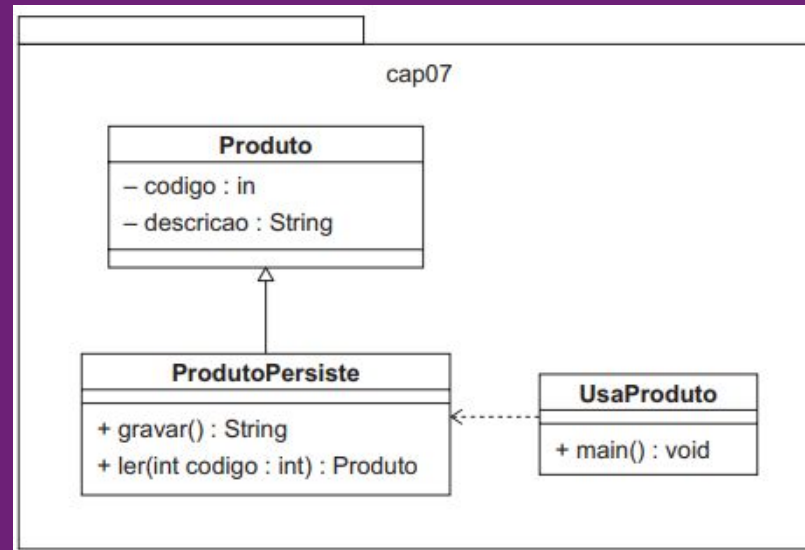 cap07
Produto
– codigo : in
– descricao : String
ProdutoPersiste
+ gravar() : String
+ ler(int codigo : int) : Produto
UsaProduto
+ main() : void